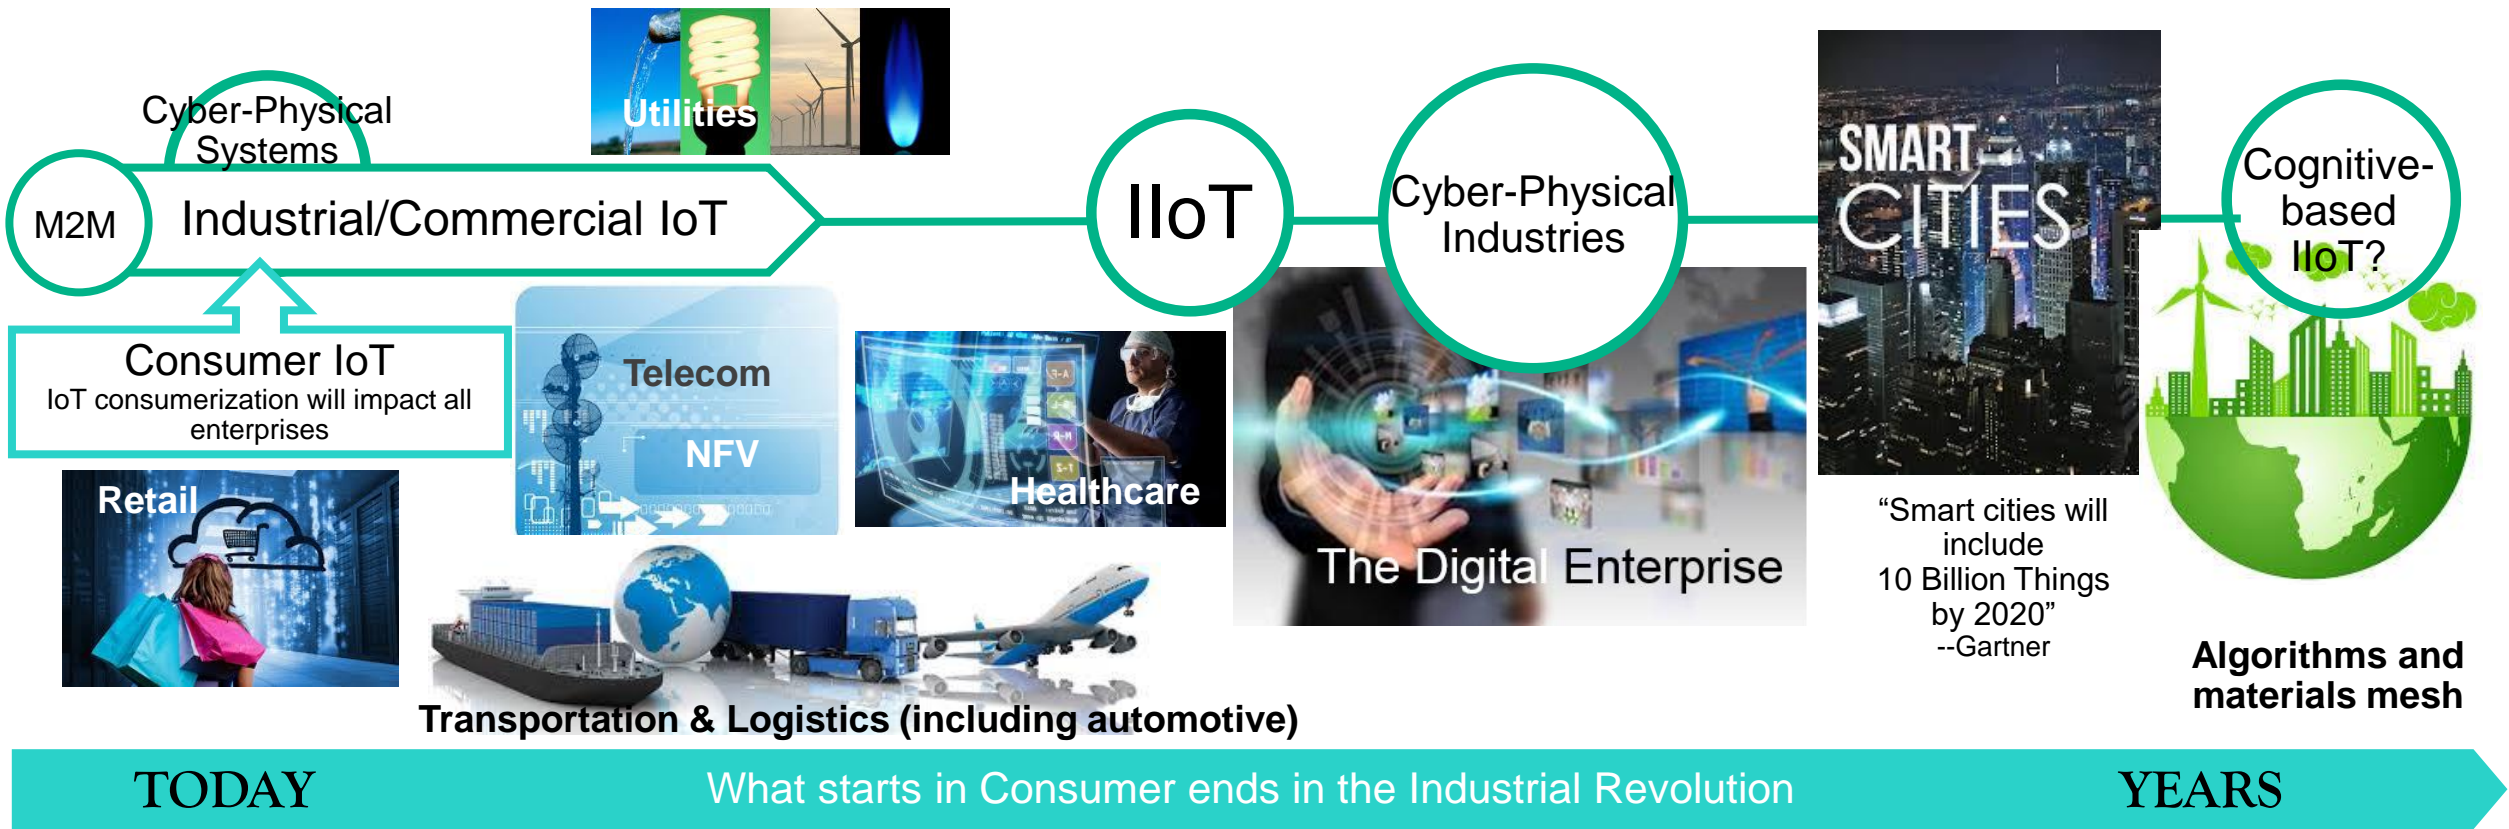 Utilities
Cyber-Physical
Systems
M2M
Industrial/Commercial IoT
IIoT
Cyber-Physical
Industries
SMART
CITIES
Cognitive-
based
IIoT?
Consumer IoT
IoT consumerization will impact all
enterprises
Telecom
NFV
Healthcare
Retail
The Digital Enterprise
“Smart cities will
include
10 Billion Things
by 2020”
--Gartner
Algorithms and
materials mesh
Transportation & Logistics (including automotive)
TODAY
What starts in Consumer ends in the Industrial Revolution
YEARS